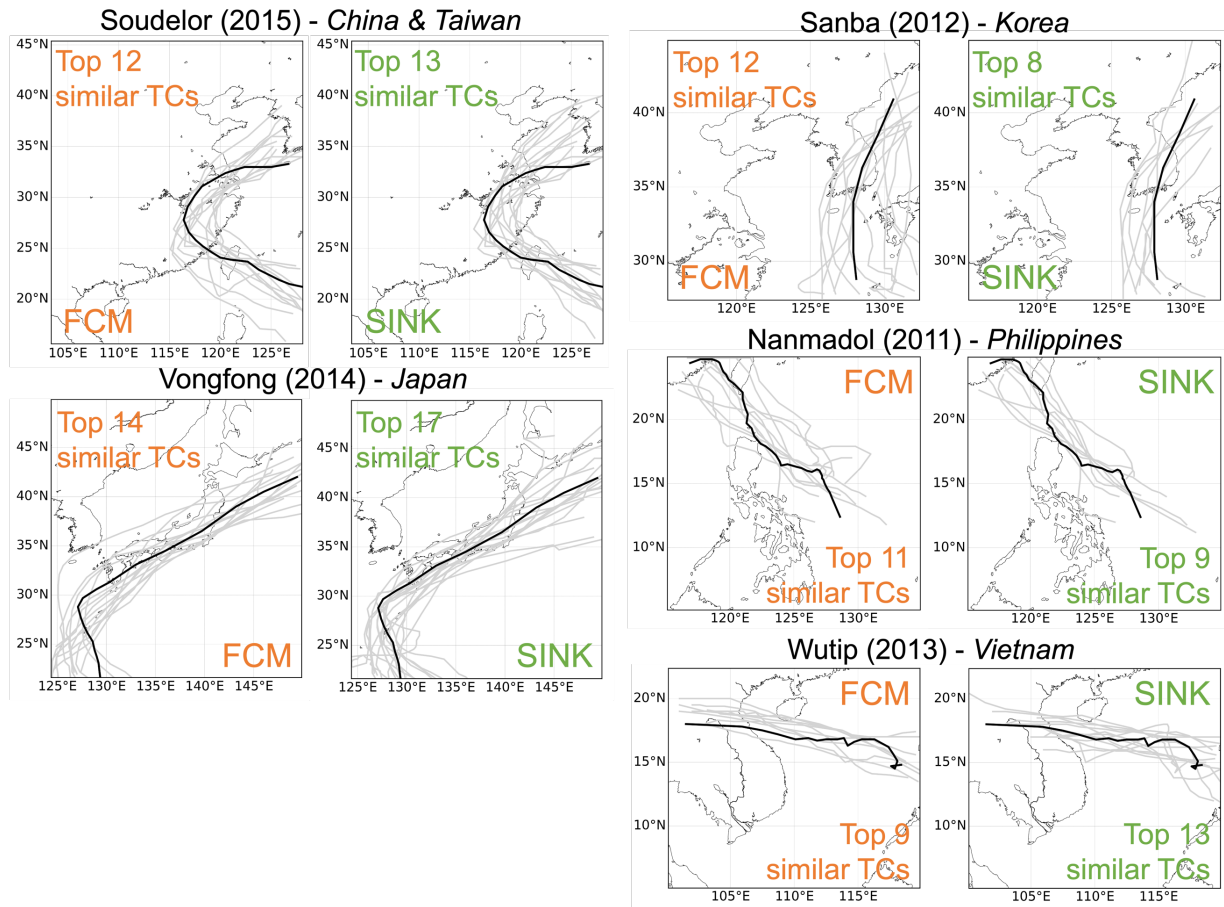 Soudelor (2015) - China & Taiwan
45°N 45°N
Top 12 Top 13
similar TCs similar TCs
40°N 40°N
35°N 35°N
30°N 30°N
25°N 25°N
20°N 20°N
FCM SINK
105°E 110°E 115°E 120°E 125°E 105°E 110°E 115°E 120°E 125°E
Vongfong (2014) - Japan
Top 14 Top 17
45°N 45°N
similar TCs similar TCs
40°N 40°N
35°N 35°N
30°N 30°N
25°N 25°N
FCM SINK
125°E 130°E 135°E 140°E 145°E 125°E 130°E 135°E 140°E 145°E
Sanba (2012) - Korea
Top 12 Top 8
similar TCs similar TCs
40°N 40°N
35°N 35°N
30°N 30°N
FCM SINK
120°E 125°E 130°E 120°E 125°E 130°E
Nanmadol (2011) - Philippines
FCM SINK
20°N 20°N
15°N 15°N
10°N 10°N
Top 11 Top 9
similar TCs similar TCs
120°E 125°E 130°E 120°E 125°E 130°E
Wutip (2013) - Vietnam
FCM SINK
20°N 20°N
15°N 15°N
10°N 10°N
Top 9 Top 13
similar TCs similar TCs
105°E 110°E 115°E 105°E 110°E 115°E